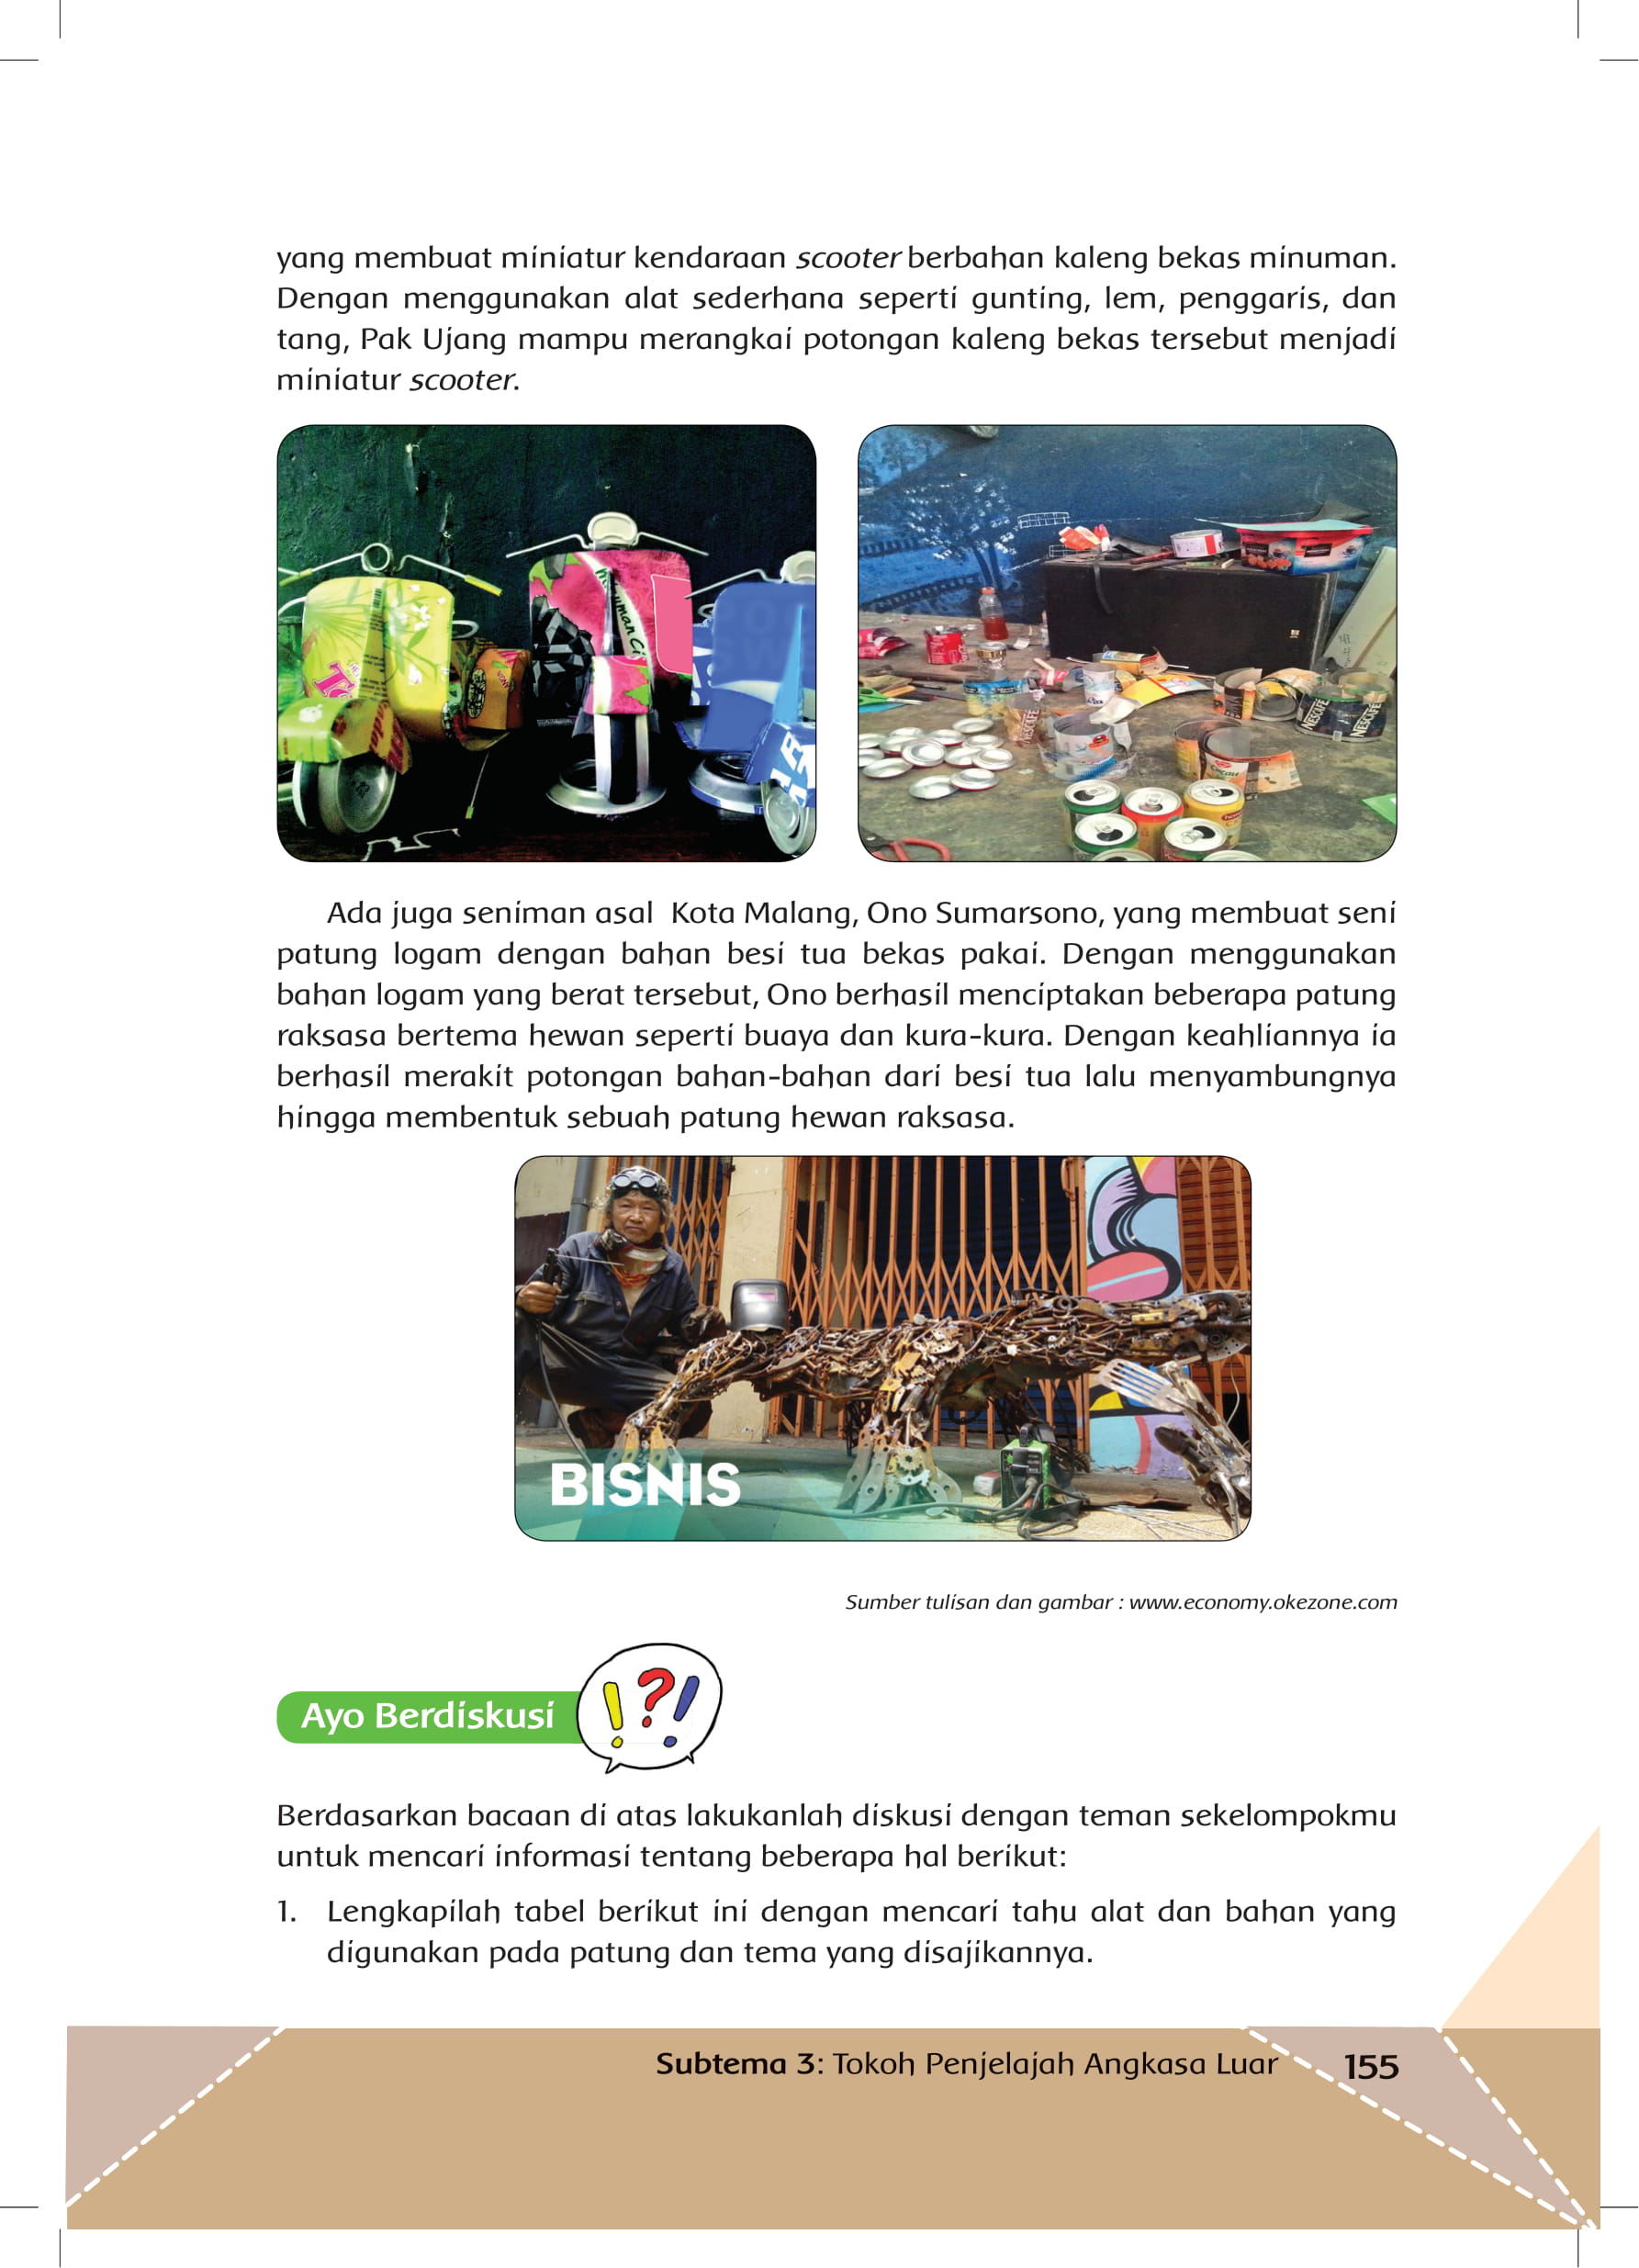 yang membuat miniatur kendaraan scooter berbahan kaleng bekas minuman.
Dengan menggunakan alat sederhana seperti gunting, lem, penggaris, dan
tang, Pak Ujang mampu merangkai potongan kaleng bekas tersebut menjadi
miniatur scooter.
NESCAFE
NESCAFE
NESCAFE
Ada juga seniman asal Kota Malang, Ono Sumarsono, yang membuat seni
patung logam dengan bahan besi tua bekas pakai. Dengan menggunakan
bahan logam yang berat tersebut, Ono berhasil menciptakan beberapa patung
raksasa bertema hewan seperti buaya dan kura-kura. Dengan keahliannya ia
berhasil merakit potongan bahan-bahan dari besi tua lalu menyambungnya
hingga membentuk sebuah patung hewan raksasa.
BISNIS
Sumber tulisan dan gambar : www.economy.okezone.com
Ayo Berdiskusi
!?!
Berdasarkan bacaan di atas lakukanlah diskusi dengan teman sekelompokmu
untuk mencari informasi tentang beberapa hal berikut:
1. Lengkapilah tabel berikut ini dengan mencari tahu alat dan bahan yang
digunakan pada patung dan tema yang disajikannya.
Subtema 3: Tokoh Penjelajah Angkasa Luar 155